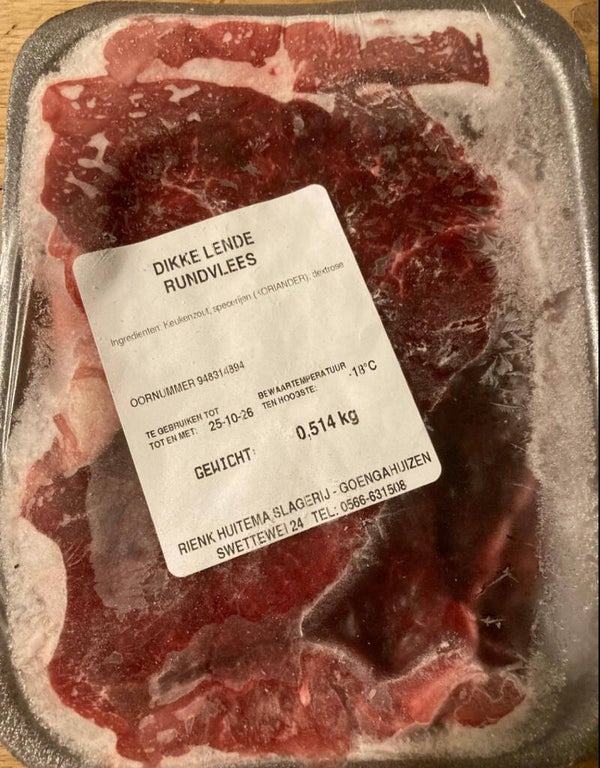 DIKKE LENDE
RUNDVLEES
Ingredienten: Keukenzout, specerijen (KORIANDER), dextrose
OORNUMMER 948314894
TE GEBRUIKEN TOT
TOT EN MET: 25-10-26
BEWAARTEMPERATUUR
TEN HOOGSTE: -18°C
GEWICHT: 0,514 kg
RIENK HUITEMA SLAGERIJ - GOENGAHUIZEN
SWETTEWEI 24 TEL: 0566-631508